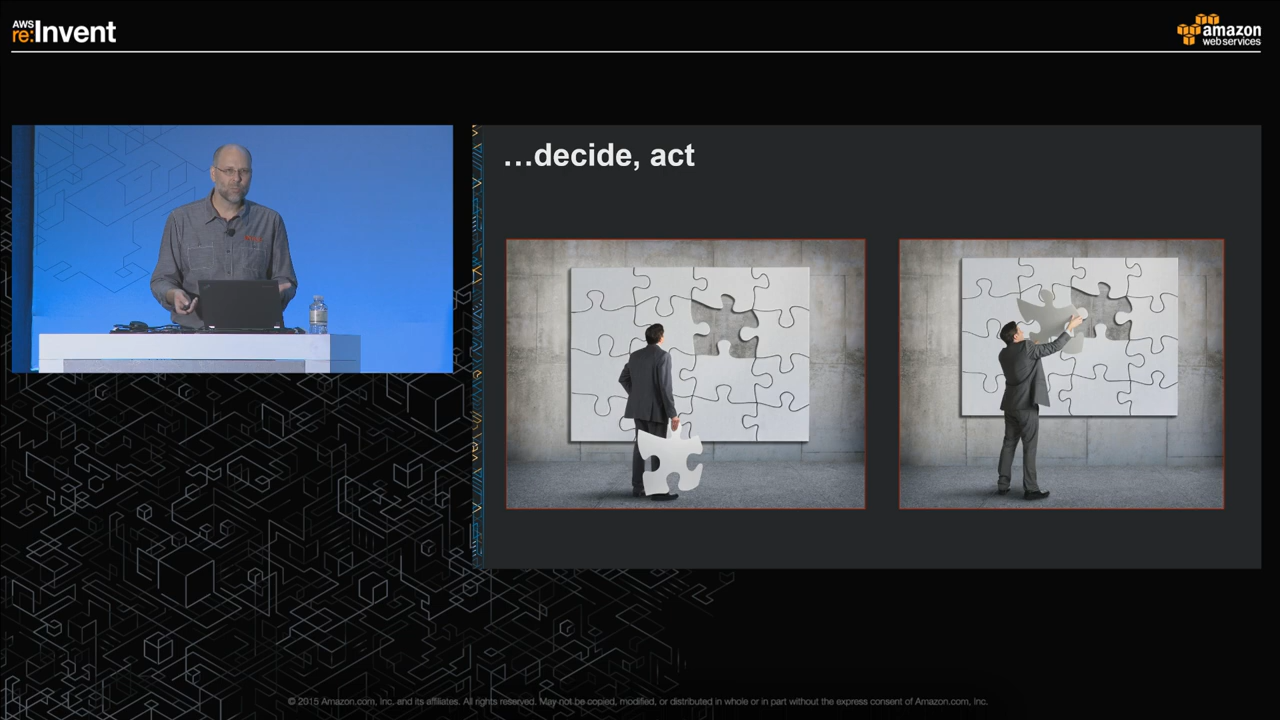 AWS
re:Invent
amazon
web services
...decide, act
© 2015 Amazon.com, Inc. and its affiliates. All rights reserved. May not be copied, modified, or distributed in whole or in part without the express consent of Amazon.com, Inc.